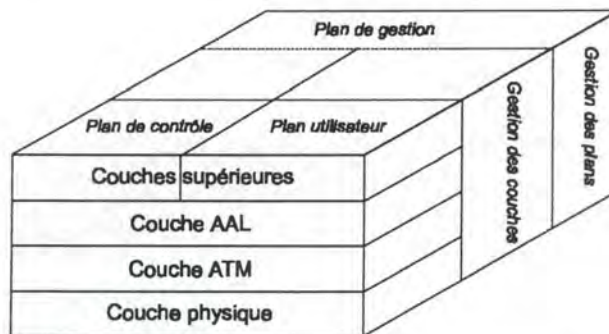 Plan de gestion
Plan de contrôle
Plan utilisateur
Gestion des couches
Gestion des plans
Couches supérieures
Couche AAL
Couche ATM
Couche physique